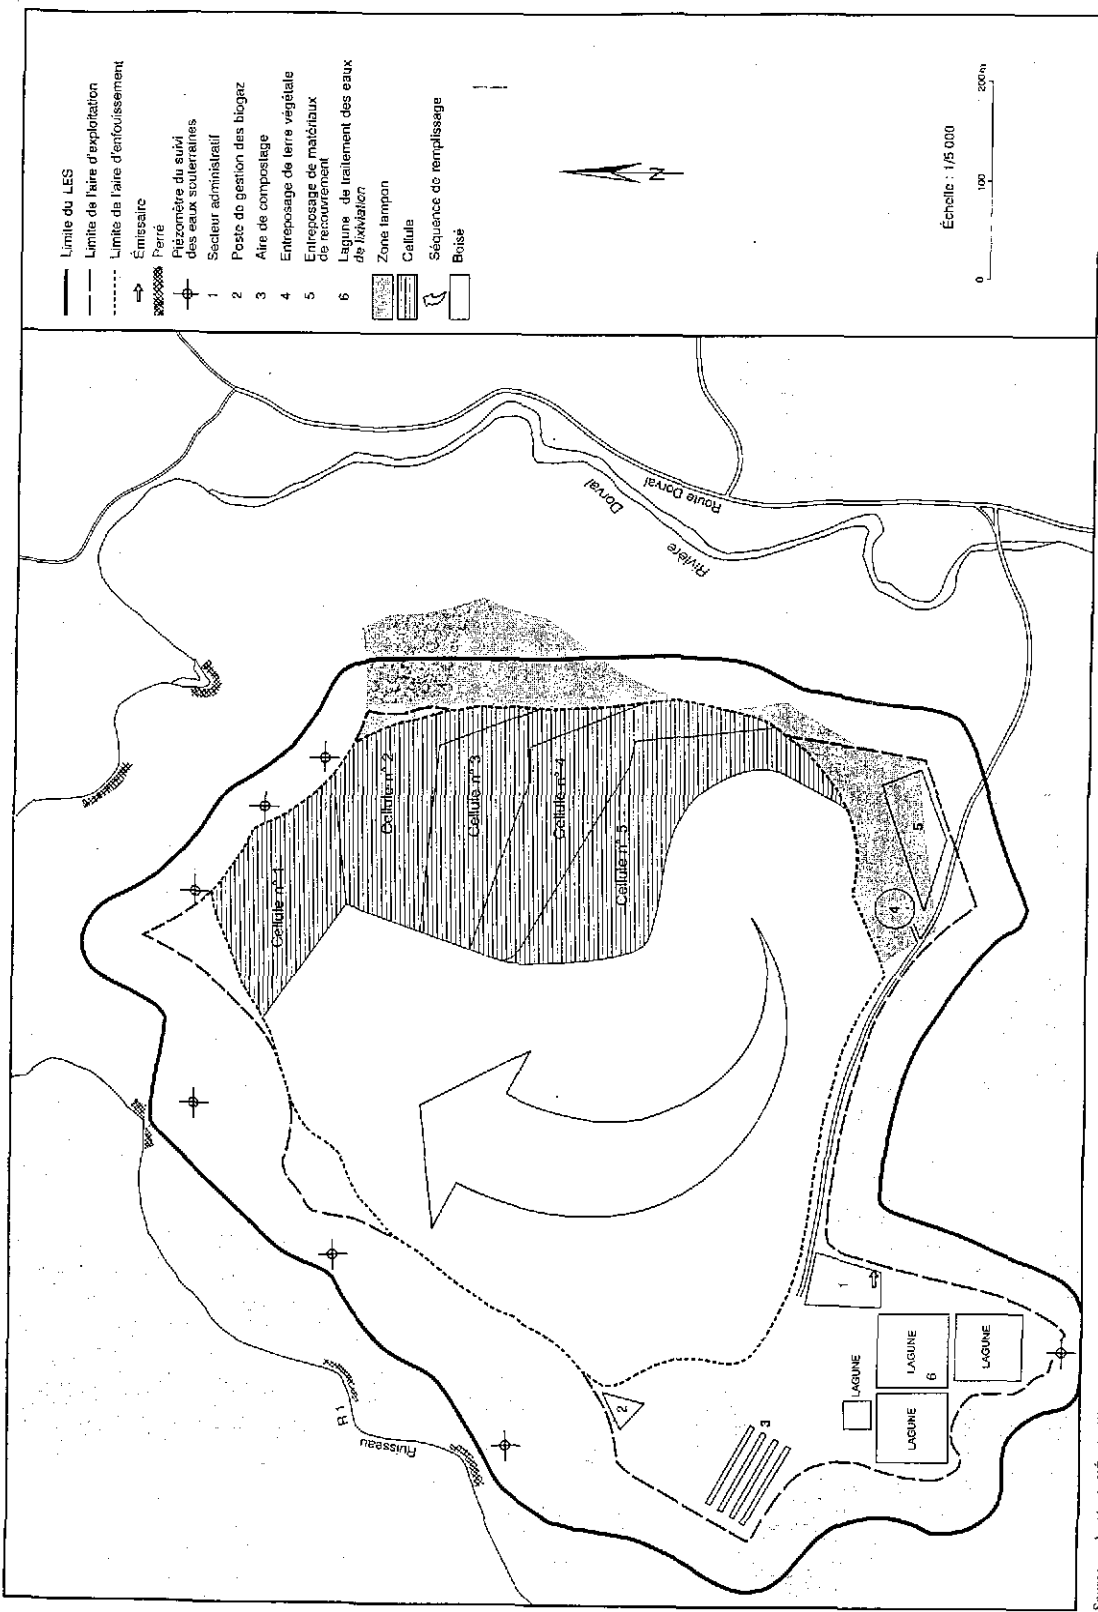 Limite du LES
Limite de l'aire d'exploitation
Limite de l'aire d'enfouissement
Émissaire
Perré
Piézomètre du suivi
des eaux souterraines
1 Secteur administratif
2 Poste de gestion des biogaz
3 Aire de compostage
4 Entreposage de terre végétale
5 Entreposage de matériaux
de recouvrement
6 Lagune de traitement des eaux
de lixiviation
Zone tampon
Cellule
Séquence de remplissage
Boisé
N
Échelle : 1/5 000
0 100 200m
Route Dorval
Rivière Dorval
Ruisseau R 1
Cellule n° 1
Cellule n° 2
Cellule n° 3
Cellule n° 4
Cellule n° 5
1
2
3
4
5
LAGUNE
LAGUNE
6
LAGUNE
LAGUNE